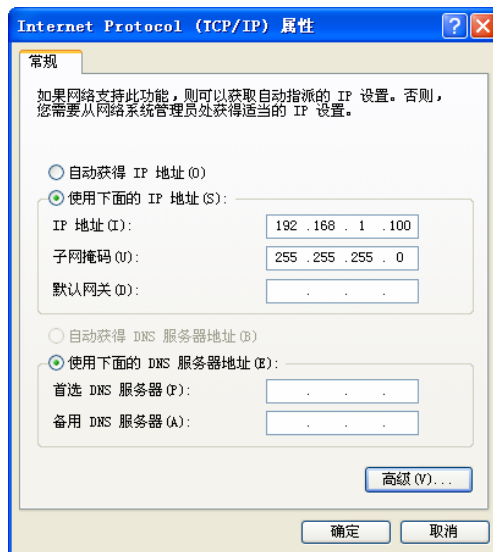 Internet Protocol (TCP/IP) 属性
常规
如果网络支持此功能，则可以获取自动指派的 IP 设置。否则，
您需要从网络系统管理员处获得适当的 IP 设置。
自动获得 IP 地址(O)
使用下面的 IP 地址(S):
IP 地址(I): 192 .168 . 1 .100
子网掩码(U): 255 .255 .255 . 0
默认网关(D): . . .
自动获得 DNS 服务器地址(B)
使用下面的 DNS 服务器地址(E):
首选 DNS 服务器(P): . . .
备用 DNS 服务器(A): . . .
高级(V)...
确定 取消